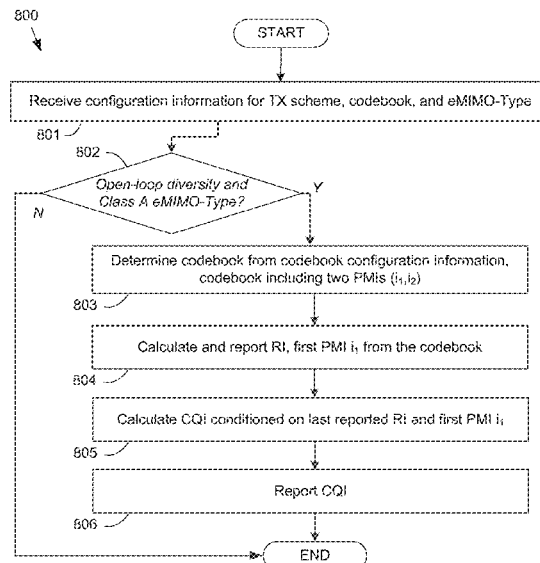 800
START
Receive configuration information for TX scheme, codebook, and eMIMO-Type
801
802
Open-loop diversity and
Class A eMIMO-Type?
N
Y
Determine codebook from codebook configuration information,
codebook including two PMIs (i₁,i₂)
803
Calculate and report RI, first PMI i₁ from the codebook
804
Calculate CQI conditioned on last reported RI and first PMI i₁
805
Report CQI
806
END